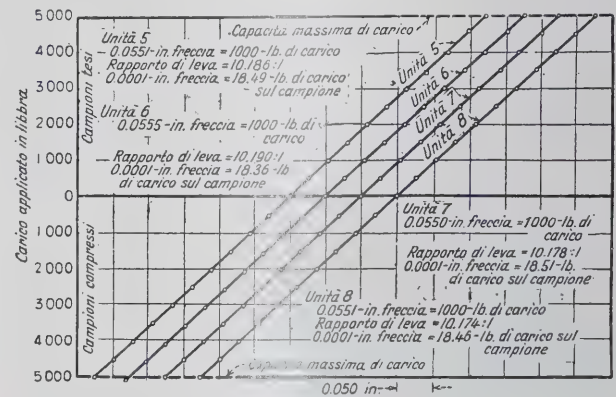 Carico applicato in libbra
Campioni tesi
Campioni compressi
5000
4000
3000
2000
1000
0
1000
2000
3000
4000
5000
Capacità massima di carico
Unità 5
0.0551-in. freccia = 1000-lb. di carico
Rapporto di leva = 10.186:1
0.0001-in. freccia = 18.49-lb. di carico
sul campione
Unità 6
0.0555-in. freccia = 1000-lb. di
carico
Rapporto di leva = 10.190:1
0.0001-in. freccia = 18.36-lb
di carico sul campione
Unità 5
Unità 6
Unità 7
Unità 8
Unità 7
0.0550-in. freccia = 1000-lb. di
carico
Rapporto di leva = 10.178:1
0.0001-in. freccia = 18.51-lb.
di carico sul campione
Unità 8
0.0551-in. freccia = 1000-lb. di carico
Rapporto di leva = 10.174:1
0.0001-in. freccia = 18.46-lb. di carico sul
campione
Capacità massima di carico
0.050 in.